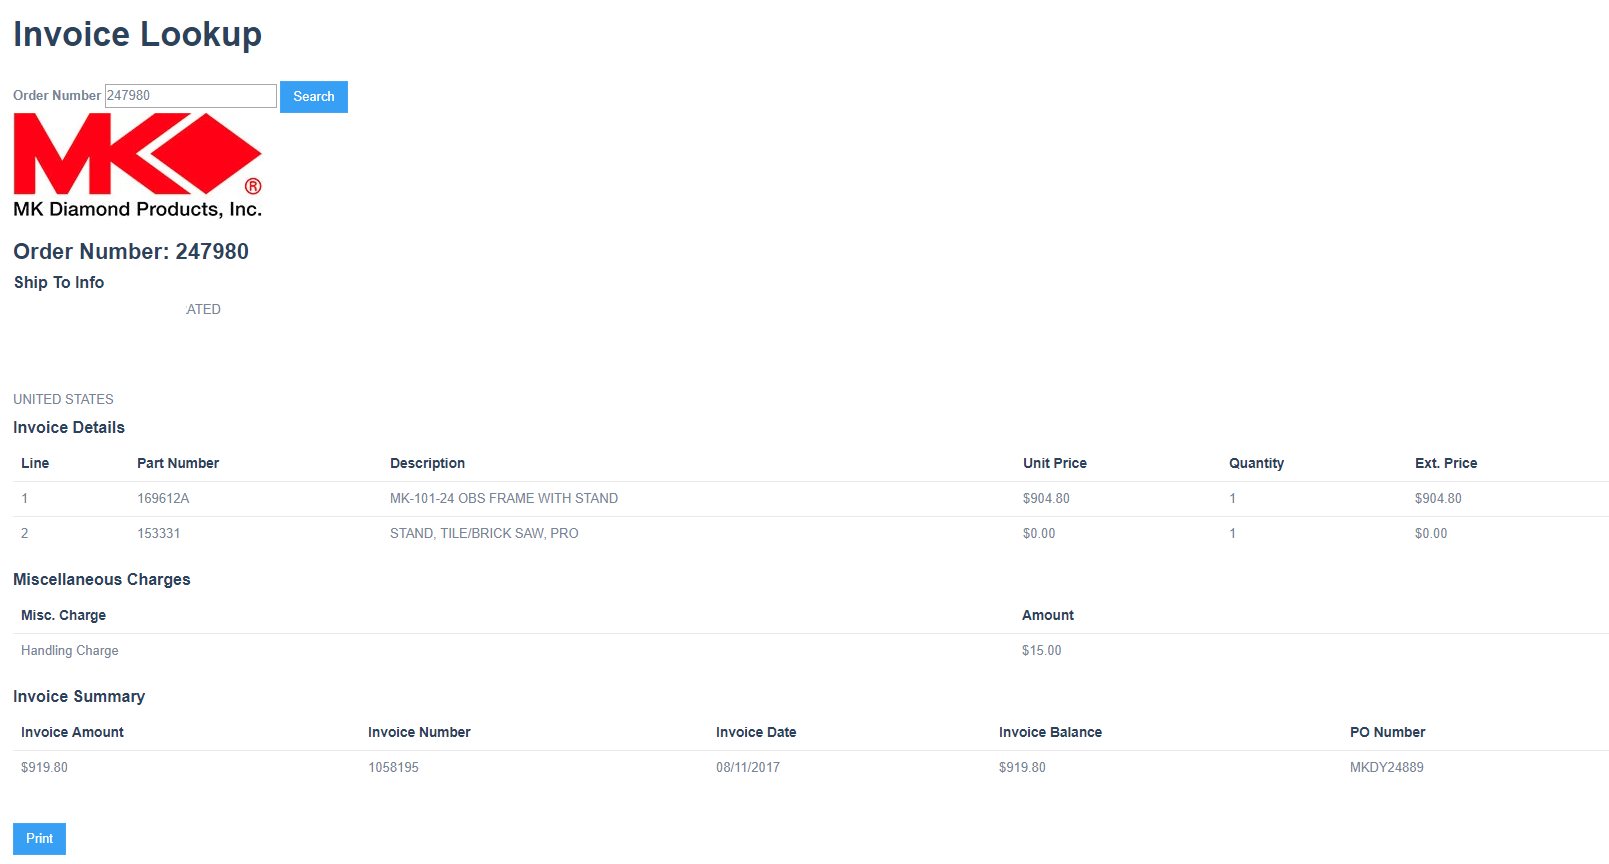 Invoice Lookup
Order Number 247980 Search
MK ®
MK Diamond Products, Inc.
Order Number: 247980
Ship To Info
ATED
UNITED STATES
Invoice Details
Line Part Number Description Unit Price Quantity Ext. Price
1 169612A MK-101-24 OBS FRAME WITH STAND $904.80 1 $904.80
2 153331 STAND, TILE/BRICK SAW, PRO $0.00 1 $0.00
Miscellaneous Charges
Misc. Charge Amount
Handling Charge $15.00
Invoice Summary
Invoice Amount Invoice Number Invoice Date Invoice Balance PO Number
$919.80 1058195 08/11/2017 $919.80 MKDY24889
Print